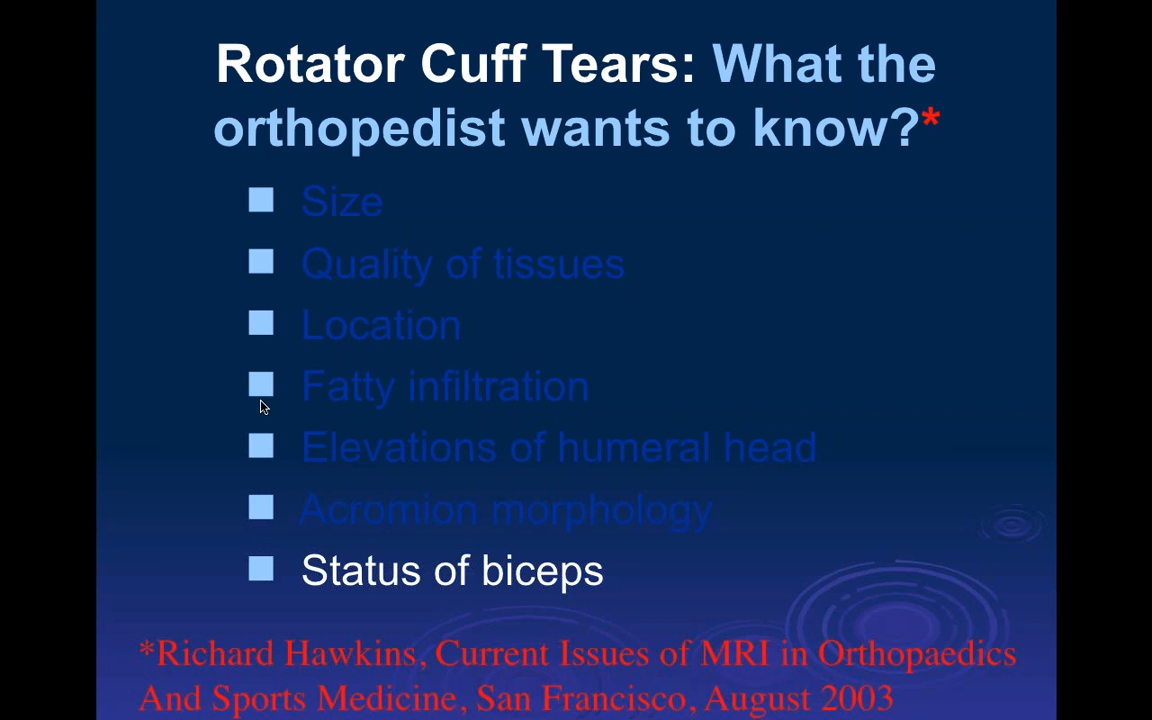 Rotator Cuff Tears: What the
orthopedist wants to know?*
Size
Quality of tissues
Location
Fatty infiltration
Elevations of humeral head
Acromion morphology
Status of biceps
*Richard Hawkins, Current Issues of MRI in Orthopaedics
And Sports Medicine, San Francisco, August 2003